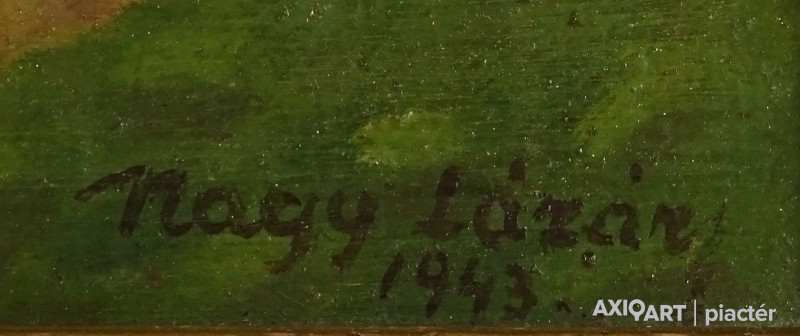 Nagy Lázár
1943.
AXIOART | piactér